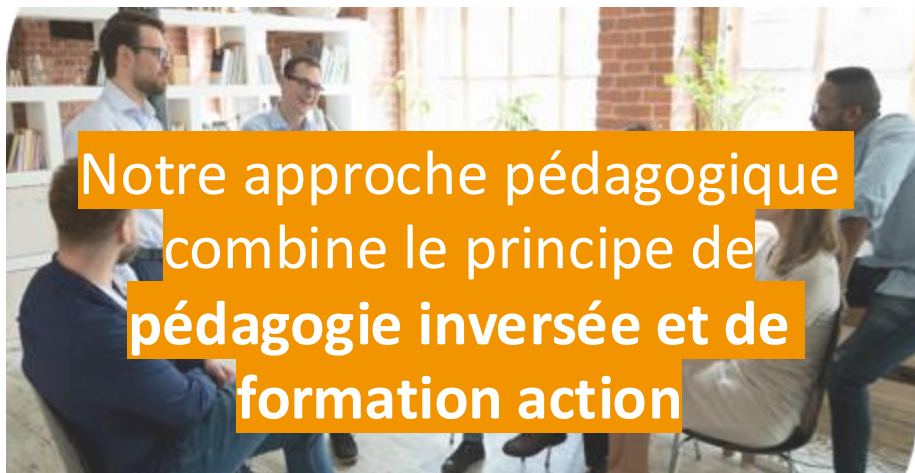 Notre approche pédagogique
combine le principe de
pédagogie inversée et de
formation action